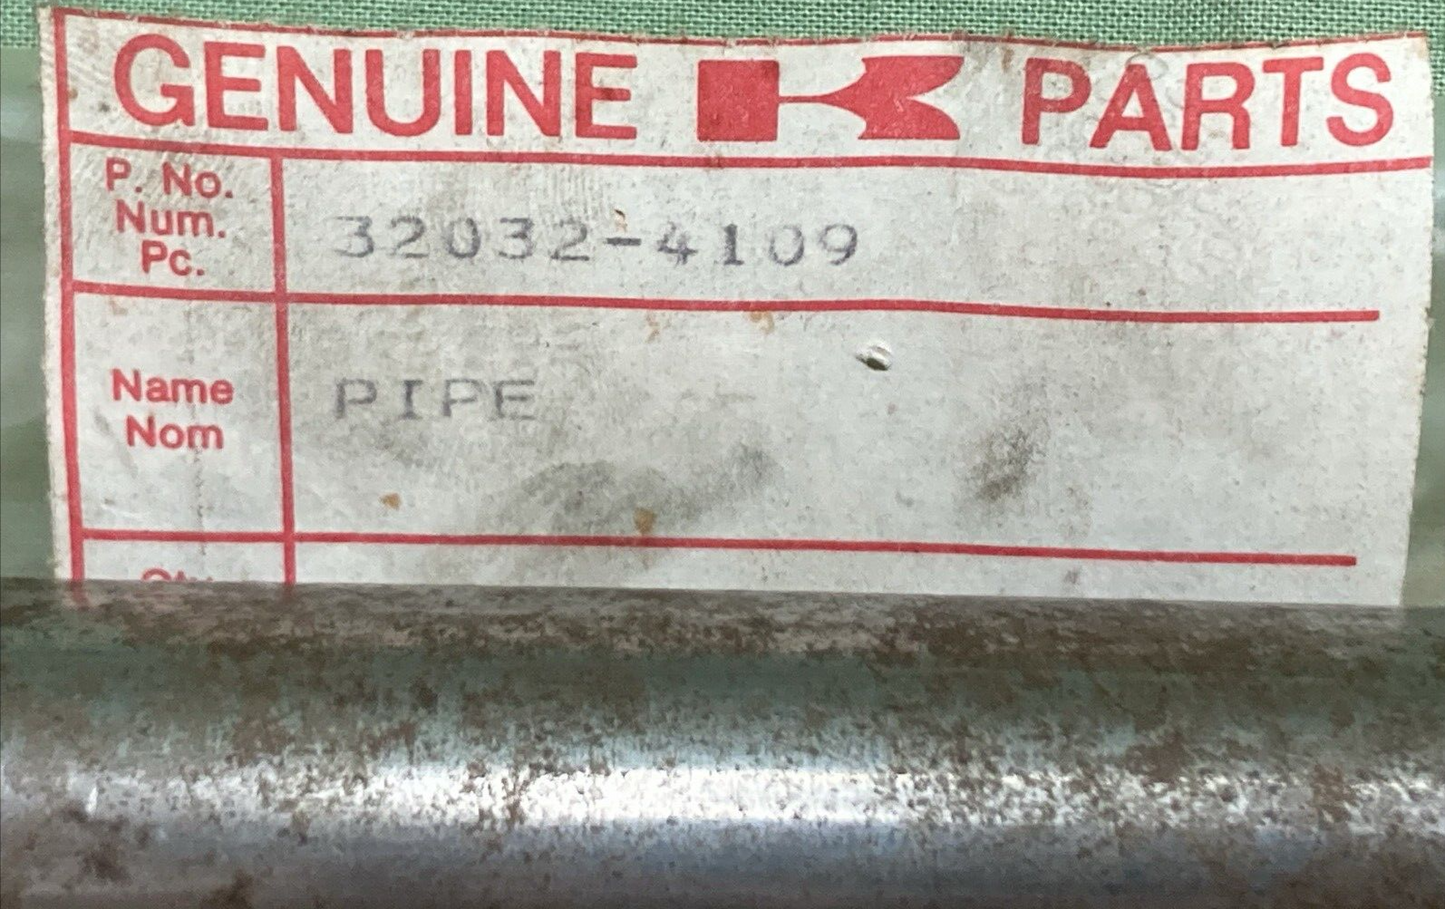 GENUINE K PARTS
P. No.
Num.
Pc.
32032-4109
Name
Nom
PIPE